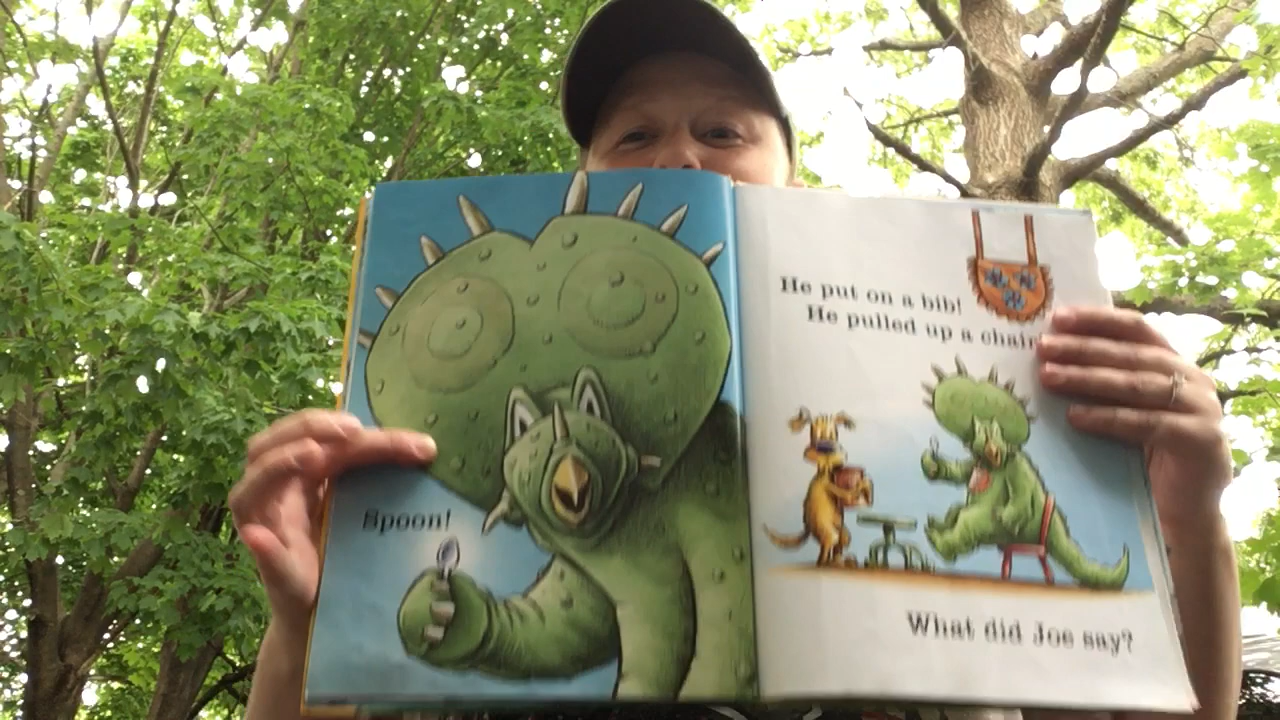 Spoon!
He put on a bib!
He pulled up a chair
What did Joe say?